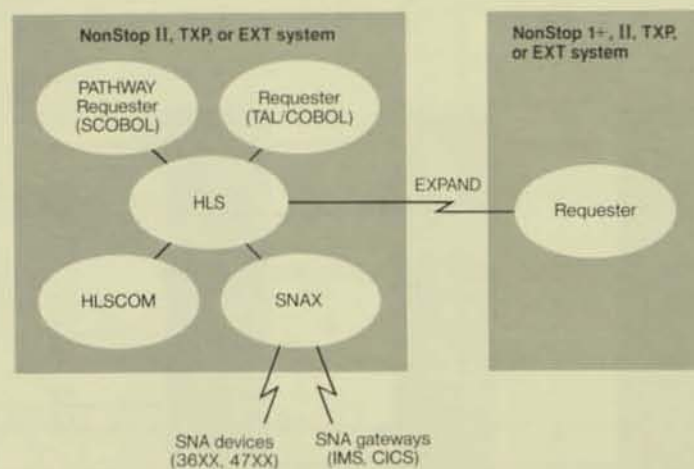 NonStop II, TXP, or EXT system
NonStop 1+, II, TXP,
or EXT system
PATHWAY
Requester
(SCOBOL)
Requester
(TAL/COBOL)
EXPAND
HLS
Requester
HLSCOM
SNAX
SNA devices
(36XX, 47XX)
SNA gateways
(IMS, CICS)